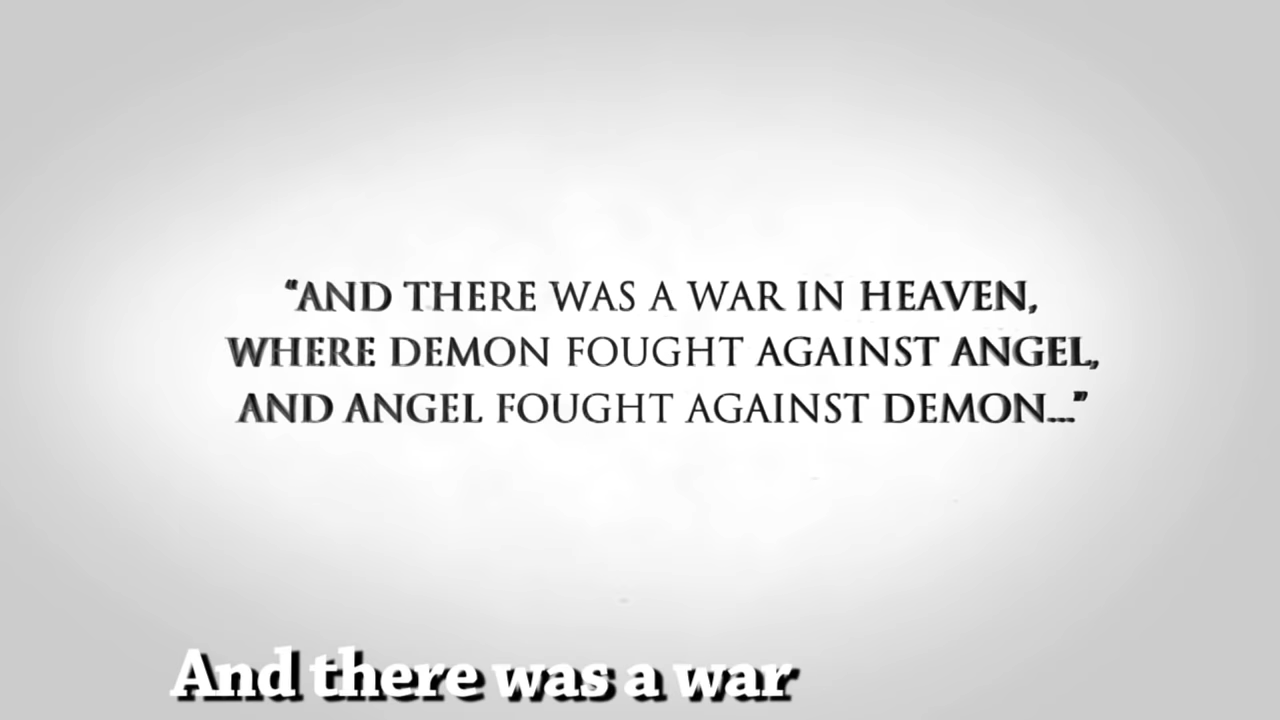 “AND THERE WAS A WAR IN HEAVEN,
WHERE DEMON FOUGHT AGAINST ANGEL,
AND ANGEL FOUGHT AGAINST DEMON...”
And there was a war